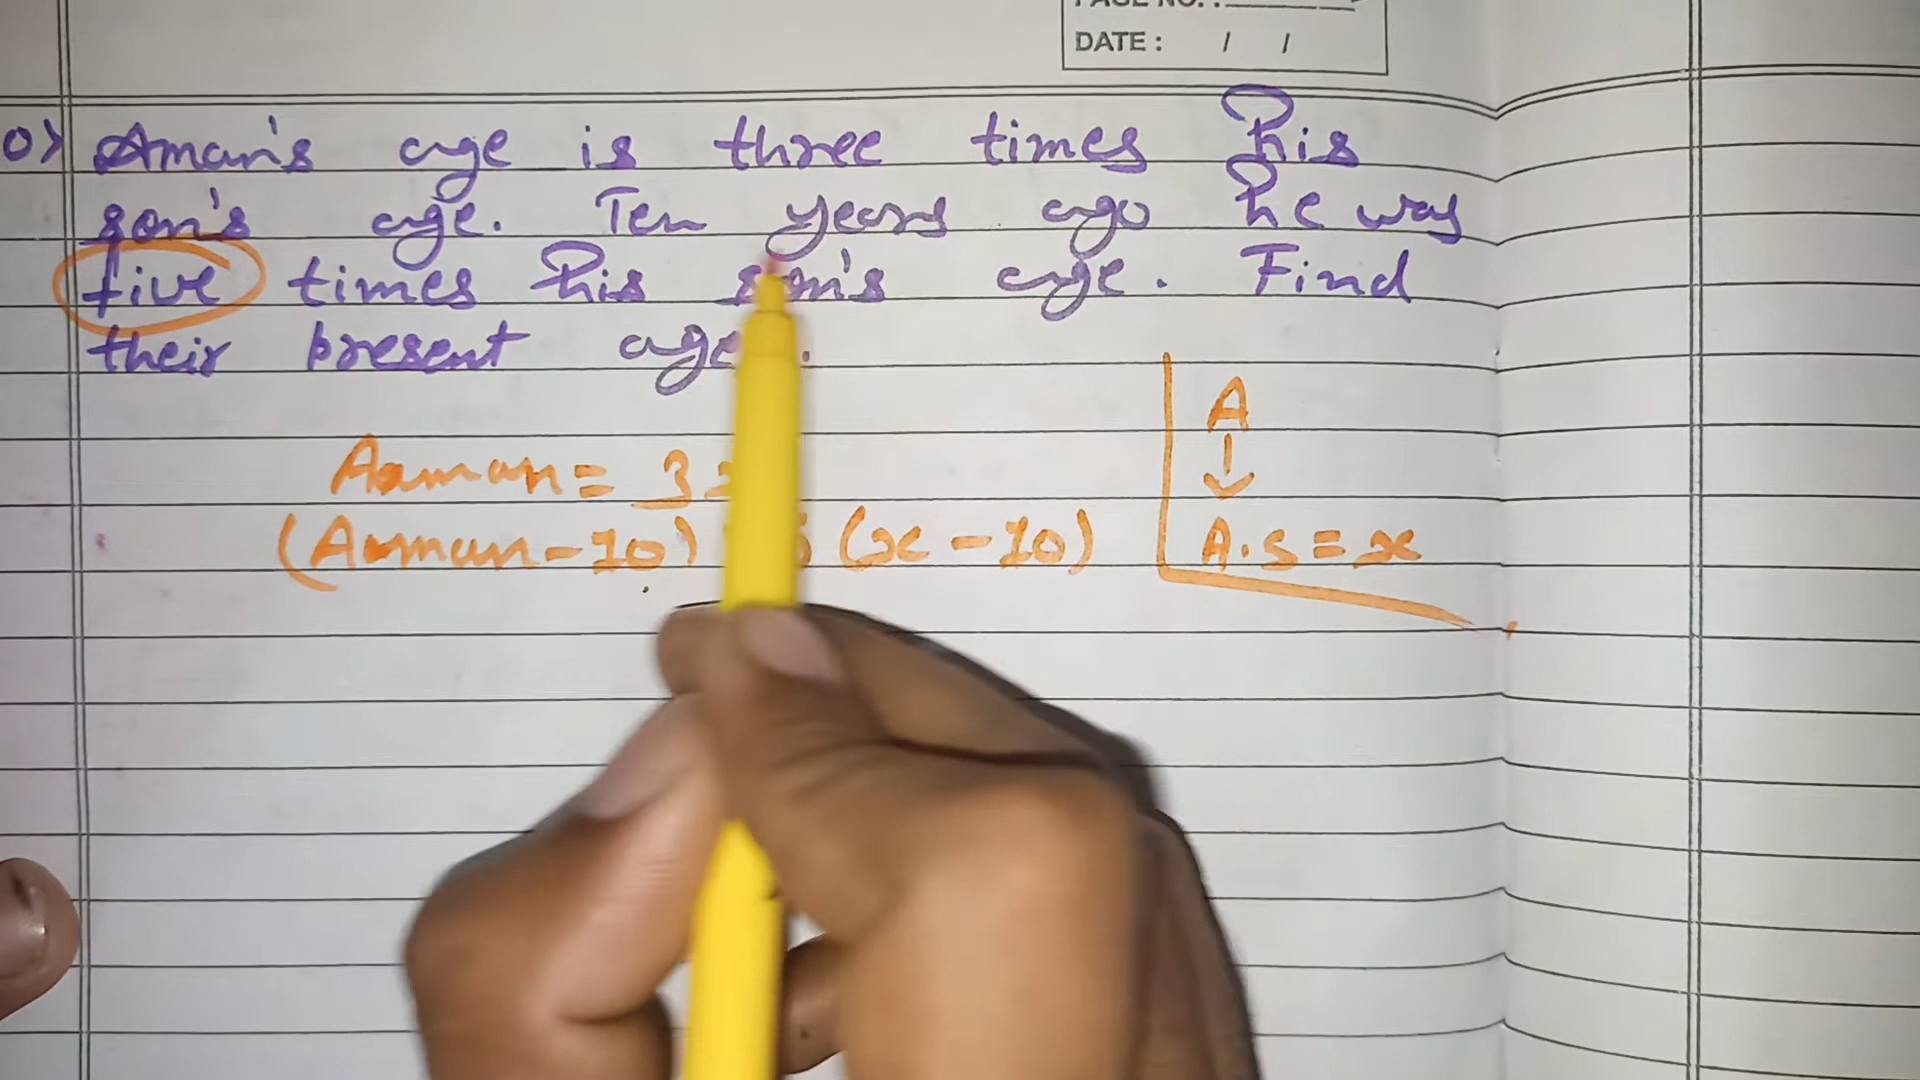 DATE : / /
Aman's age is three times his
son's age. Ten years ago he was
five times his son's age. Find
their present age.
Aaman = 3
(Aaman-10) (x-10)
A
A.S = x